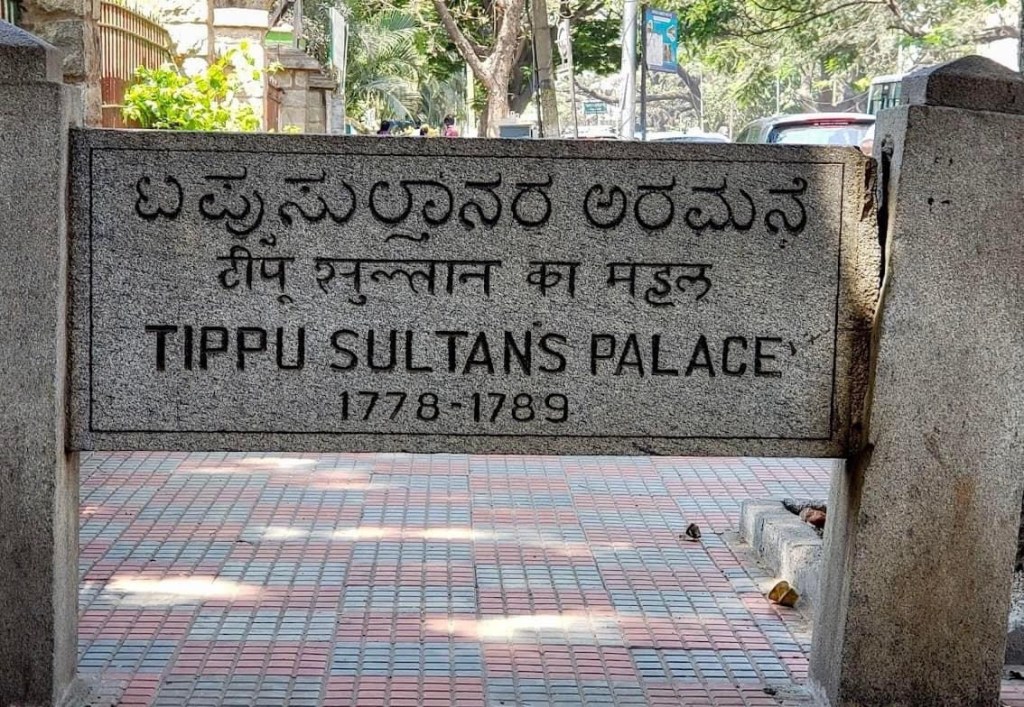 ಟಿಪ್ಪುಸುಲ್ತಾನರ ಅರಮನೆ
टीपू सुल्तान का महल
TIPPU SULTAN'S PALACE
1778-1789